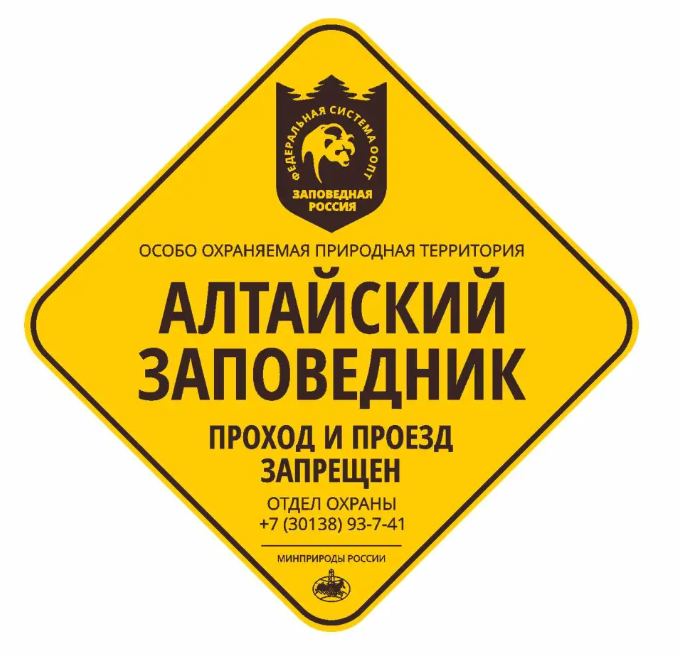 ФЕДЕРАЛЬНАЯ СИСТЕМА ООПТ
ЗАПОВЕДНАЯ
РОССИЯ
ОСОБО ОХРАНЯЕМАЯ ПРИРОДНАЯ ТЕРРИТОРИЯ
АЛТАЙСКИЙ
ЗАПОВЕДНИК
ПРОХОД И ПРОЕЗД
ЗАПРЕЩЕН
ОТДЕЛ ОХРАНЫ
+7 (30138) 93-7-41
МИНПРИРОДЫ РОССИИ